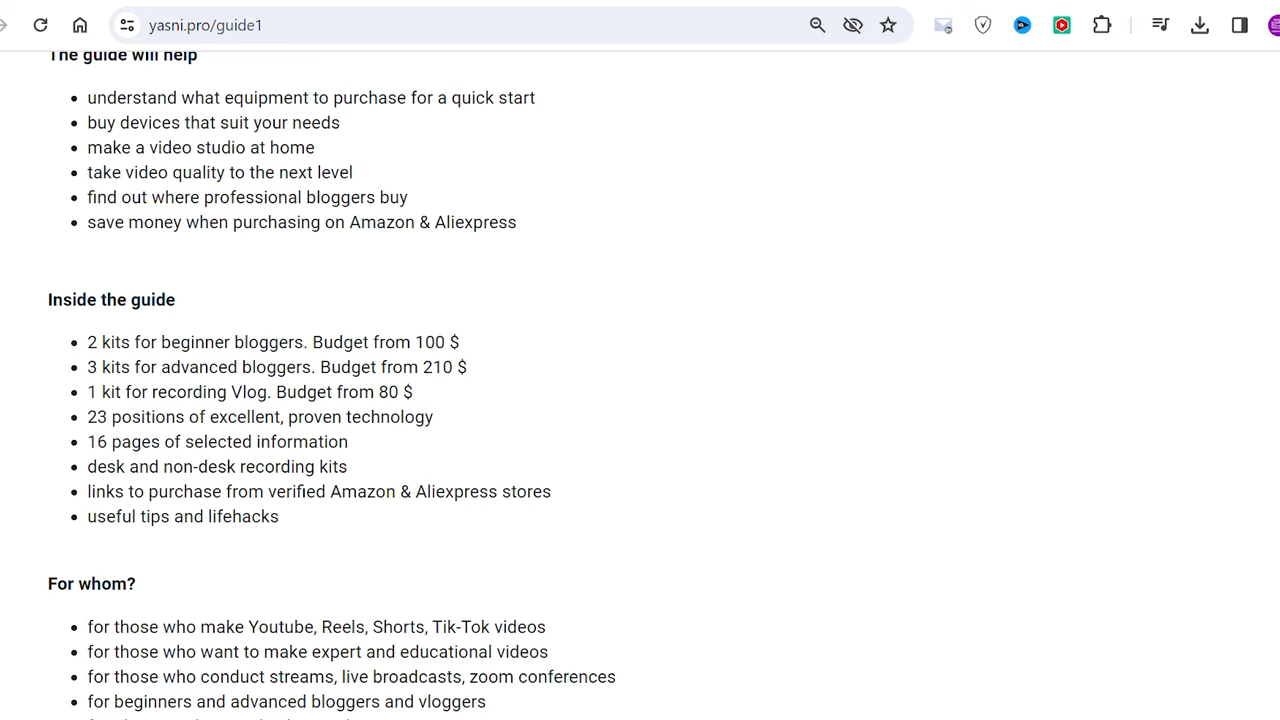 yasni.pro/guide1
The guide will help
• understand what equipment to purchase for a quick start
• buy devices that suit your needs
• make a video studio at home
• take video quality to the next level
• find out where professional bloggers buy
• save money when purchasing on Amazon & Aliexpress
Inside the guide
• 2 kits for beginner bloggers. Budget from 100 $
• 3 kits for advanced bloggers. Budget from 210 $
• 1 kit for recording Vlog. Budget from 80 $
• 23 positions of excellent, proven technology
• 16 pages of selected information
• desk and non-desk recording kits
• links to purchase from verified Amazon & Aliexpress stores
• useful tips and lifehacks
For whom?
• for those who make Youtube, Reels, Shorts, Tik-Tok videos
• for those who want to make expert and educational videos
• for those who conduct streams, live broadcasts, zoom conferences
• for beginners and advanced bloggers and vloggers